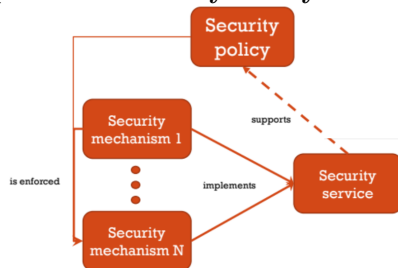 Security
policy
Security
mechanism 1
supports
is enforced
implements
Security
service
Security
mechanism N